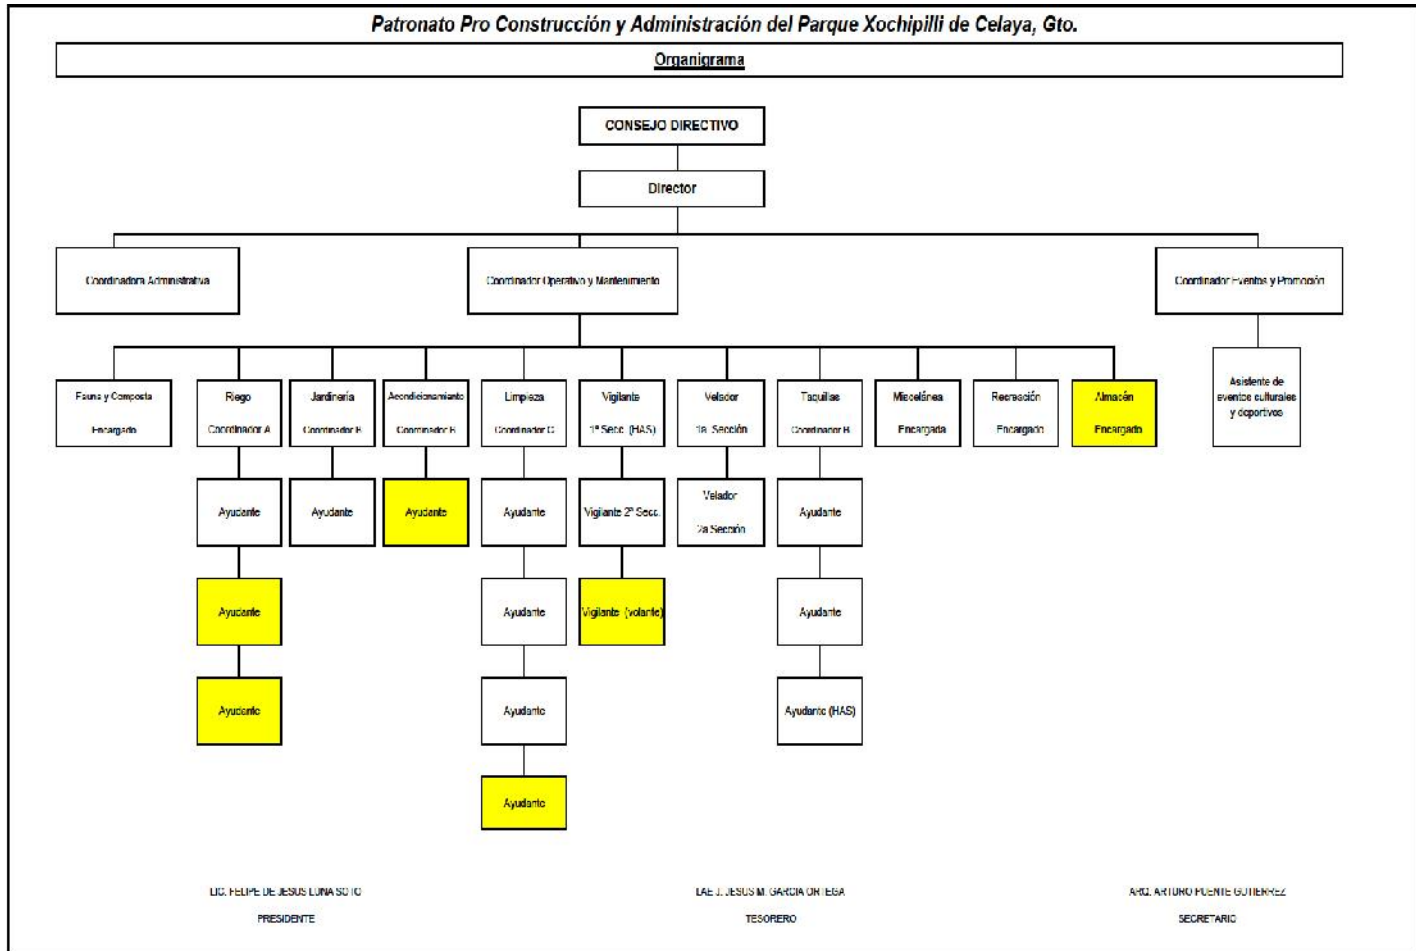 Patronato Pro Construcción y Administración del Parque Xochipilli de Celaya, Gto.
Organigrama
CONSEJO DIRECTIVO
Director
Coordinadora Administrativa
Coordinador Operativo y Mantenimiento
Coordinador Eventos y Promoción
Fauna y Composta
Encargado
Riego
Coordinador A
Jardinería
Coordinador B
Acondicionamiento
Coordinador B
Limpieza
Coordinador C
Vigilante
1ª Secc. (HAS)
Velador
1a Sección
Taquillas
Coordinador B
Miscelánea
Encargada
Recreación
Encargado
Almacén
Encargado
Asistente de
eventos culturales
y deportivos
Ayudante
Ayudante
Ayudante
Ayudante
Vigilante 2ª Secc.
Velador
2a Sección
Ayudante
Ayudante
Ayudante
Vigilante (volante)
Ayudante
Ayudante
Ayudante
Ayudante (HAS)
Ayudante
LIC. FELIPE DE JESUS LUNA SOTO
PRESIDENTE
LAE J. JESUS M. GARCIA ORTEGA
TESORERO
ARQ. ARTURO PUENTE GUTIERREZ
SECRETARIO